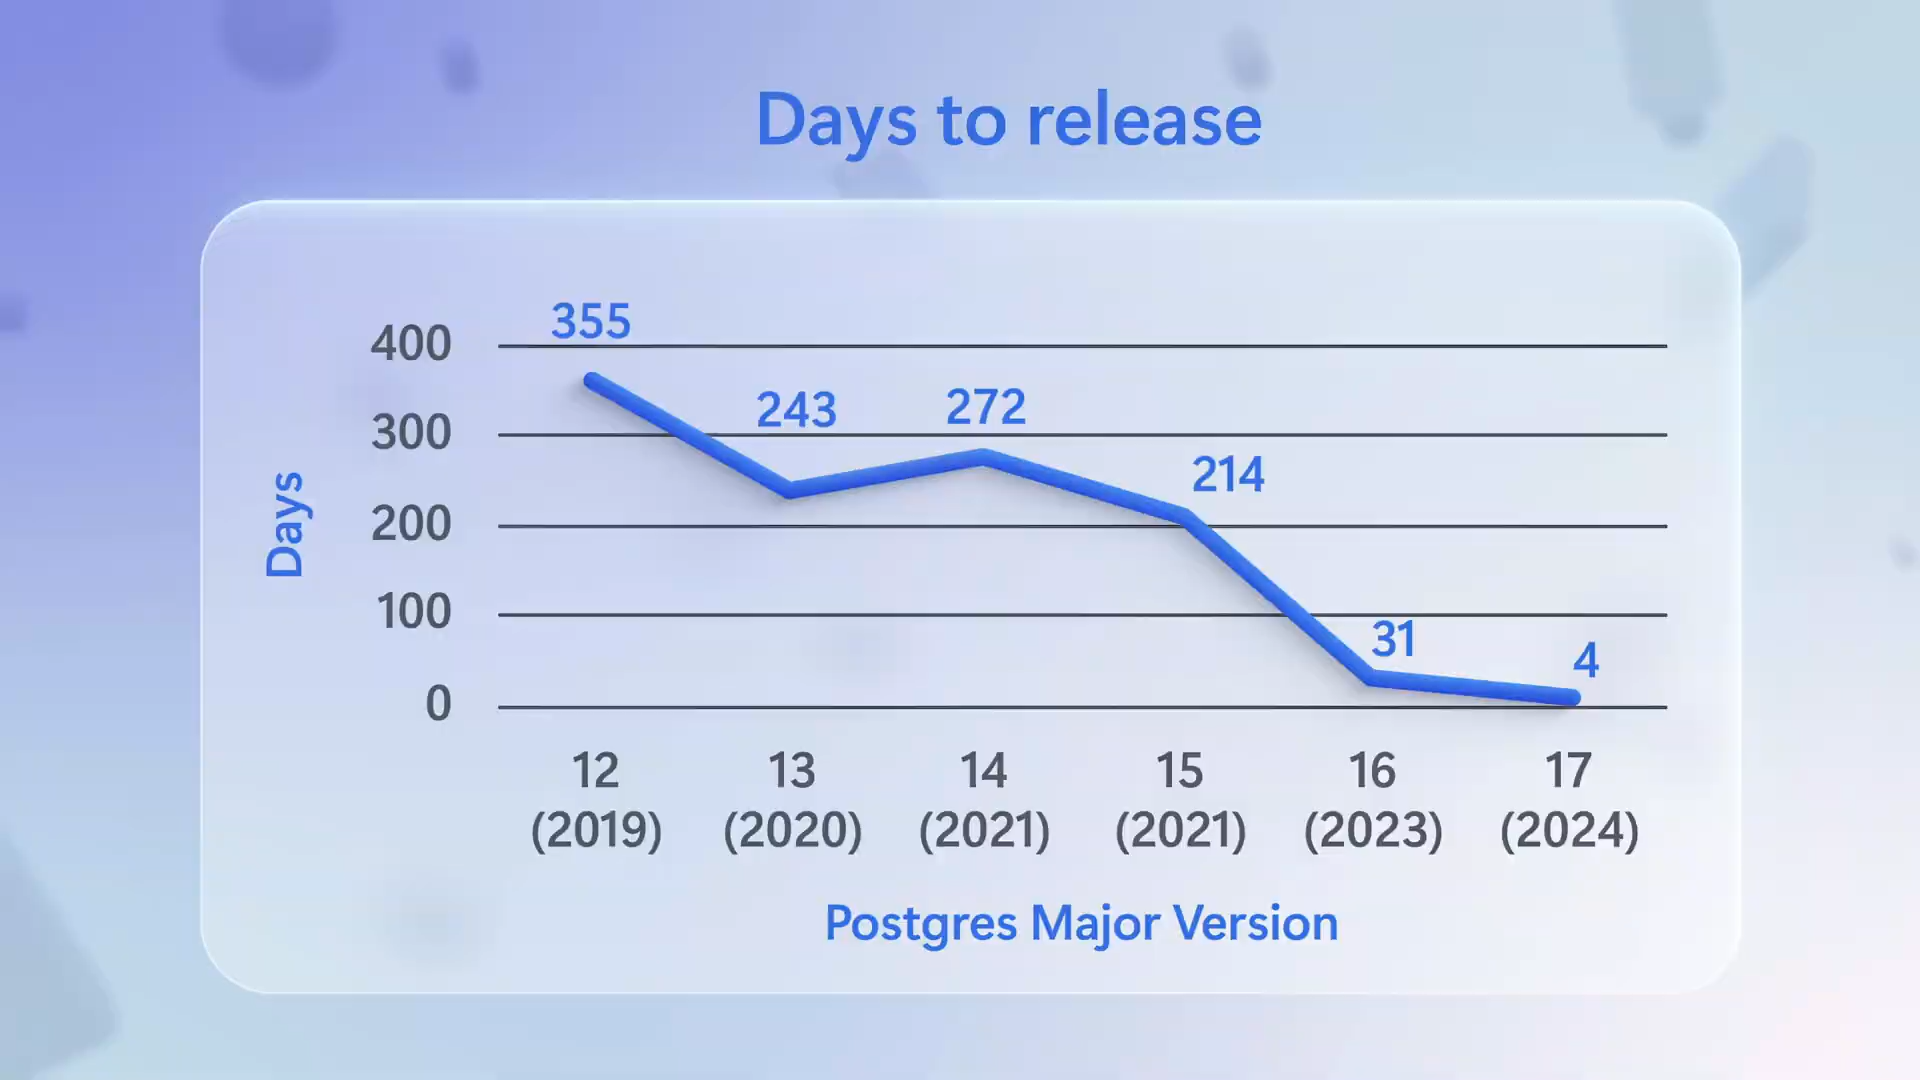 Days to release
355
400
243
272
300
214
Days
200
100
31
4
0
12 13 14 15 16 17
(2019) (2020) (2021) (2021) (2023) (2024)
Postgres Major Version